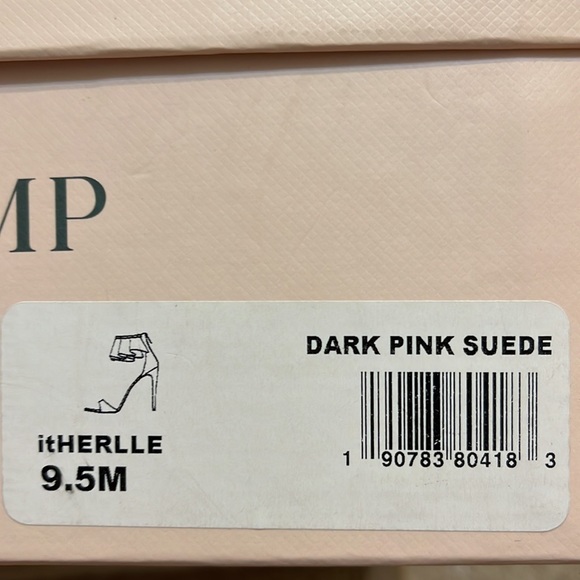 MP
DARK PINK SUEDE
itHERLLE
9.5M
1 90783 80418 3